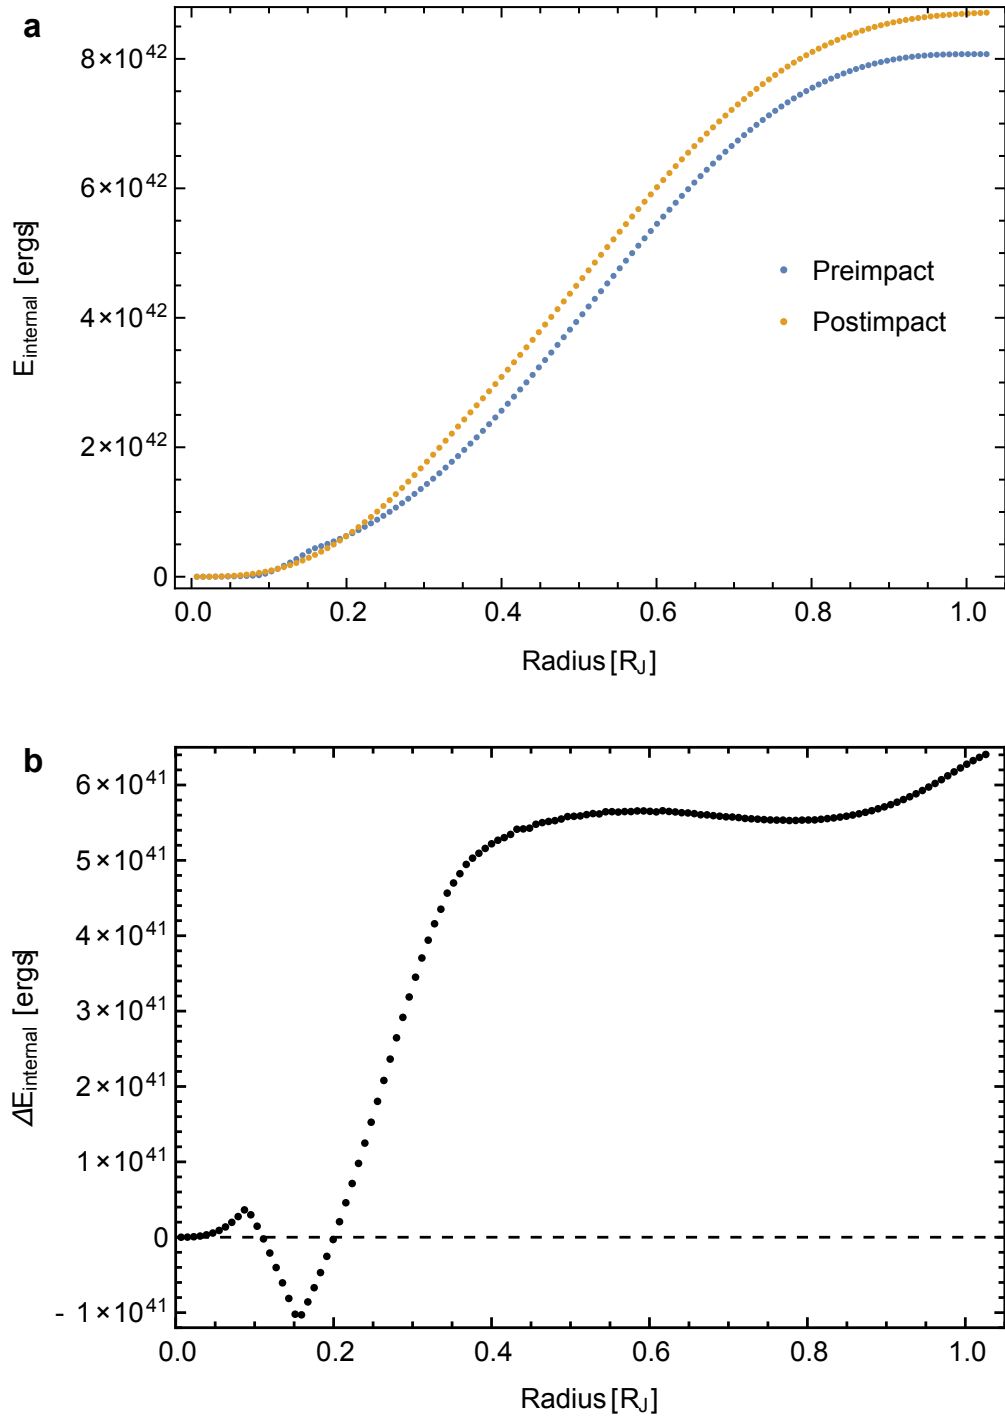 a
8×10^42
6×10^42
4×10^42
2×10^42
0
E_internal [ergs]
Preimpact
Postimpact
0.0 0.2 0.4 0.6 0.8 1.0
Radius [R_J]
b
6×10^41
5×10^41
4×10^41
3×10^41
2×10^41
1×10^41
0
- 1×10^41
ΔE_internal [ergs]
0.0 0.2 0.4 0.6 0.8 1.0
Radius [R_J]